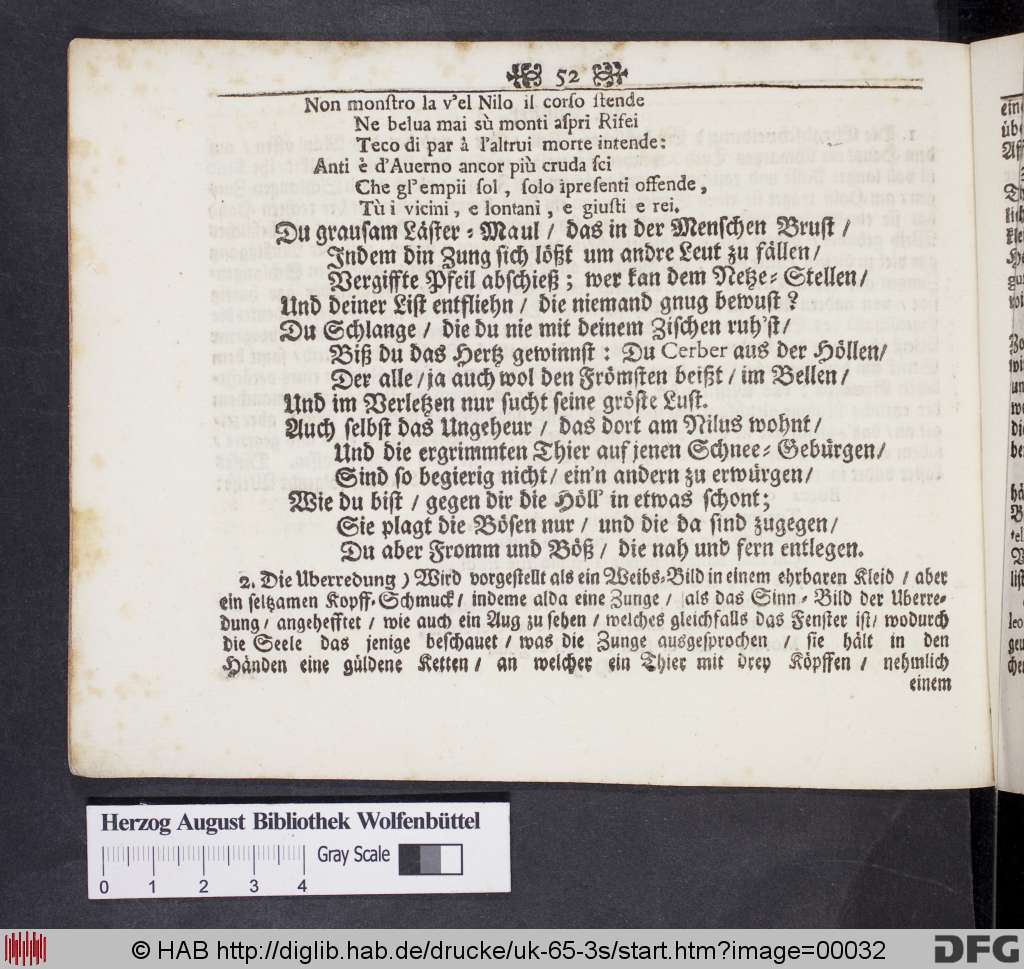 52
Non monſtro la v'el Nilo il corſo ſtende
Ne belua mai sù monti aſpri Rifei
Teco di par à l'altrui morte intende:
Anti è d'Auerno ancor più cruda ſci
Che gl'empii ſol, ſolo ipreſenti offende,
Tù i vicini, e lontani, e giuſti e rei.
Du grauſam Läſter-Maul / das in der Menſchen Bruſt /
Indem din Zung ſich lößt um andre Leut zu fällen /
Vergiffte Pfeil abſchieß; wer kan dem Netze-Stellen /
Und deiner Liſt entfliehn / die niemand gnug bewuſt?
Du Schlange / die du nie mit deinem Ziſchen ruh'ſt /
Biß du das Hertz gewinnſt: Du Cerber aus der Höllen /
Der alle / ja auch wol den Frömſten beißt / im Bellen /
Und im Verletzen nur ſucht ſeine gröſte Luſt.
Auch ſelbſt das Ungeheur / das dort am Nilus wohnt /
Und die ergrimmten Thier auf jenen Schnee-Gebürgen /
Sind ſo begierig nicht / ein'n andern zu erwürgen /
Wie du biſt / gegen dir die Höll' in etwas ſchont;
Sie plagt die Böſen nur / und die da ſind zugegen /
Du aber Fromm und Böß / die nah und fern entlegen.
2. Die Uberredung) Wird vorgeſtellt als ein Weibs-Bild in einem ehrbaren Kleid / aber
ein ſeltzamen Kopff-Schmuck / indeme alda eine Zunge / als das Sinn-Bild der Uberre-
dung / angehefftet / wie auch ein Aug zu ſehen / welches gleichfalls das Fenſter iſt / wodurch
die Seele das jenige beſchauet / was die Zunge ausgeſprochen / ſie hält in den
Händen eine güldene Ketten / an welcher ein Thier mit drey Köpffen / nehmlich
einem
Herzog August Bibliothek Wolfenbüttel
Gray Scale
0 1 2 3 4
© HAB http://diglib.hab.de/drucke/uk-65-3s/start.htm?image=00032
DFG